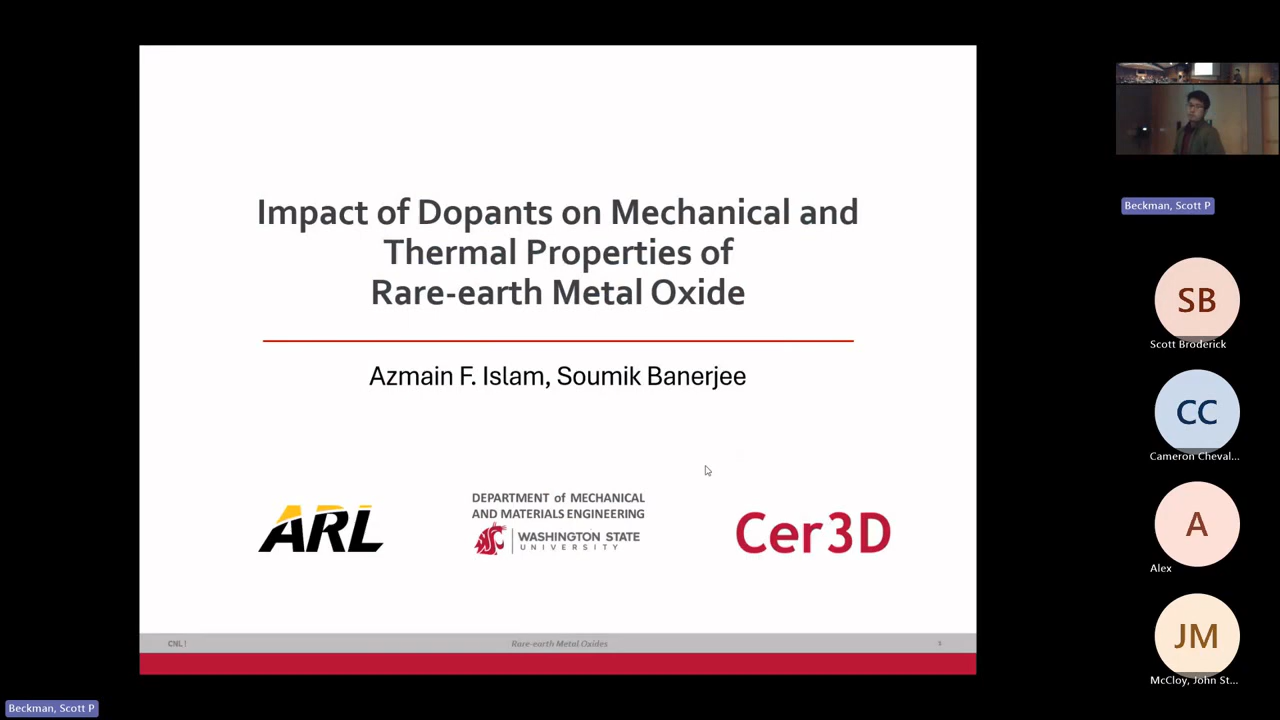 Impact of Dopants on Mechanical and
Thermal Properties of
Rare-earth Metal Oxide
Azmain F. Islam, Soumik Banerjee
ARL
DEPARTMENT of MECHANICAL
AND MATERIALS ENGINEERING
WASHINGTON STATE
UNIVERSITY
Cer3D
CNL |
Rare-earth Metal Oxides
Beckman, Scott P
SB
Scott Broderick
CC
Cameron Cheval...
A
Alex
JM
McCloy, John St...
Beckman, Scott P